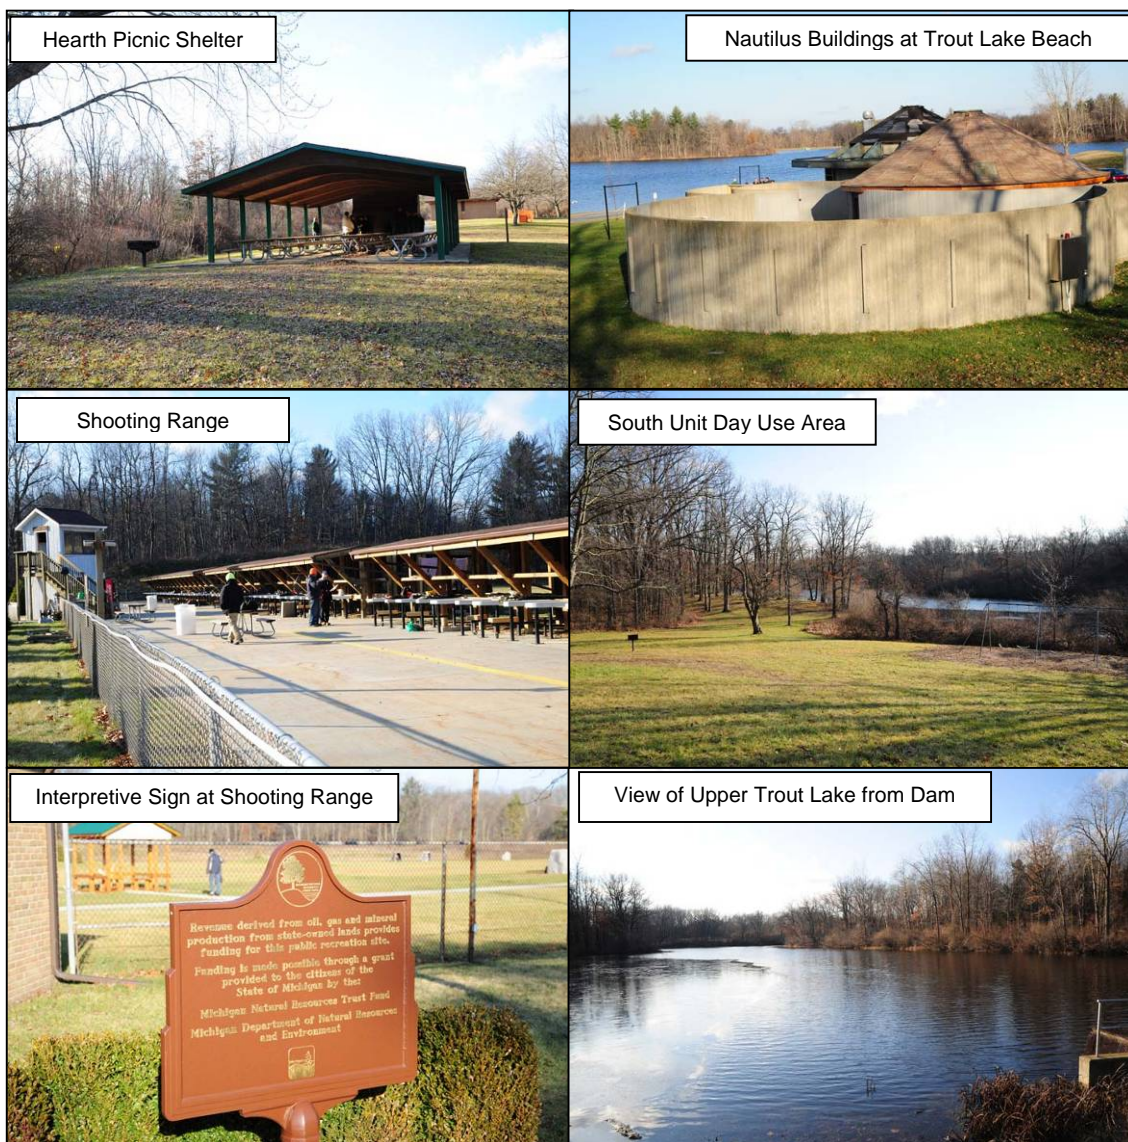 Hearth Picnic Shelter
Nautilus Buildings at Trout Lake Beach
Shooting Range
South Unit Day Use Area
Interpretive Sign at Shooting Range
View of Upper Trout Lake from Dam
Revenue derived from oil, gas and mineral
production from state-owned lands provides
funding for this public recreation site.
Funding is made possible through a grant
provided to the citizens of the
State of Michigan by the:
Michigan Natural Resources Trust Fund
Michigan Department of Natural Resources
and Environment